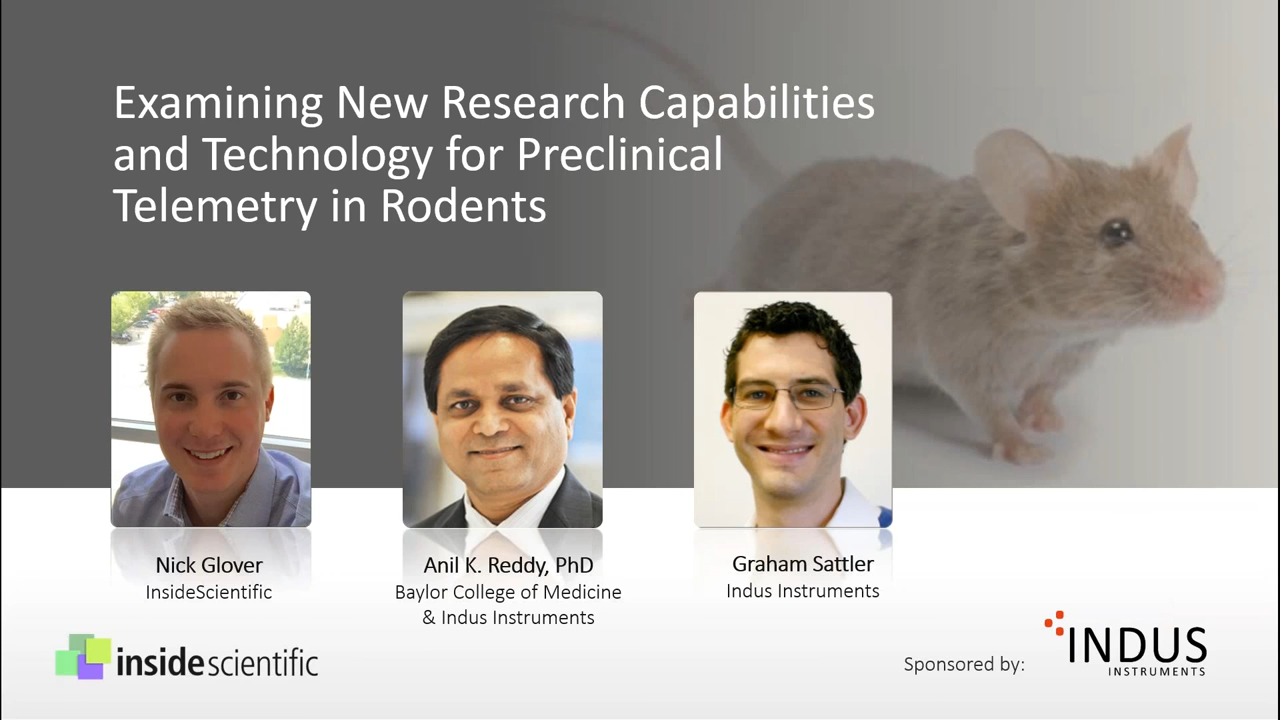 Examining New Research Capabilities
and Technology for Preclinical
Telemetry in Rodents
Nick Glover
InsideScientific
Anil K. Reddy, PhD
Baylor College of Medicine
& Indus Instruments
Graham Sattler
Indus Instruments
insidescientific
Sponsored by:
INDUS
INSTRUMENTS